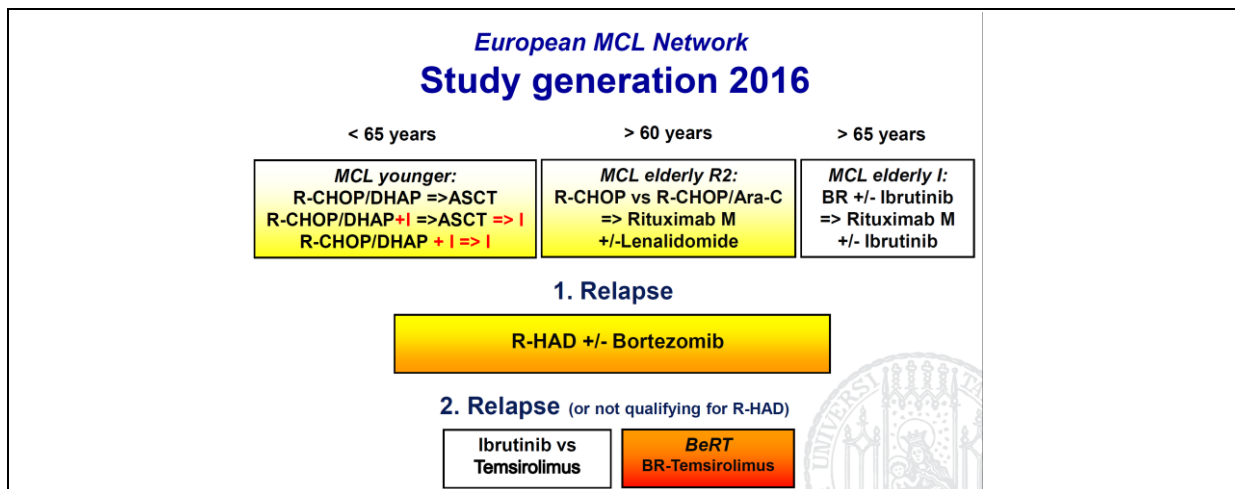 European MCL Network
Study generation 2016
< 65 years
MCL younger:
R-CHOP/DHAP =>ASCT
R-CHOP/DHAP+I =>ASCT => I
R-CHOP/DHAP + I => I
> 60 years
MCL elderly R2:
R-CHOP vs R-CHOP/Ara-C
=> Rituximab M
+/-Lenalidomide
> 65 years
MCL elderly I:
BR +/- Ibrutinib
=> Rituximab M
+/- Ibrutinib
1. Relapse
R-HAD +/- Bortezomib
2. Relapse (or not qualifying for R-HAD)
Ibrutinib vs
Temsirolimus
BeRT
BR-Temsirolimus